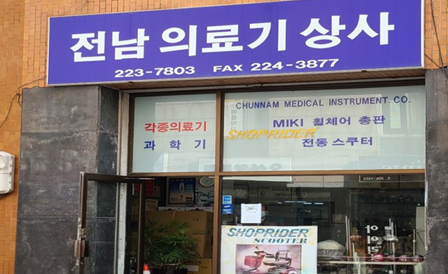 전남 의료기 상사
223-7803 FAX 224-3877
CHUNNAM MEDICAL INSTRUMENT CO.
각종의료기
MIKI 휠체어 총판
SHOPRIDER
과 학 기
전동 스쿠터
SHOPRIDER
SCOOTER